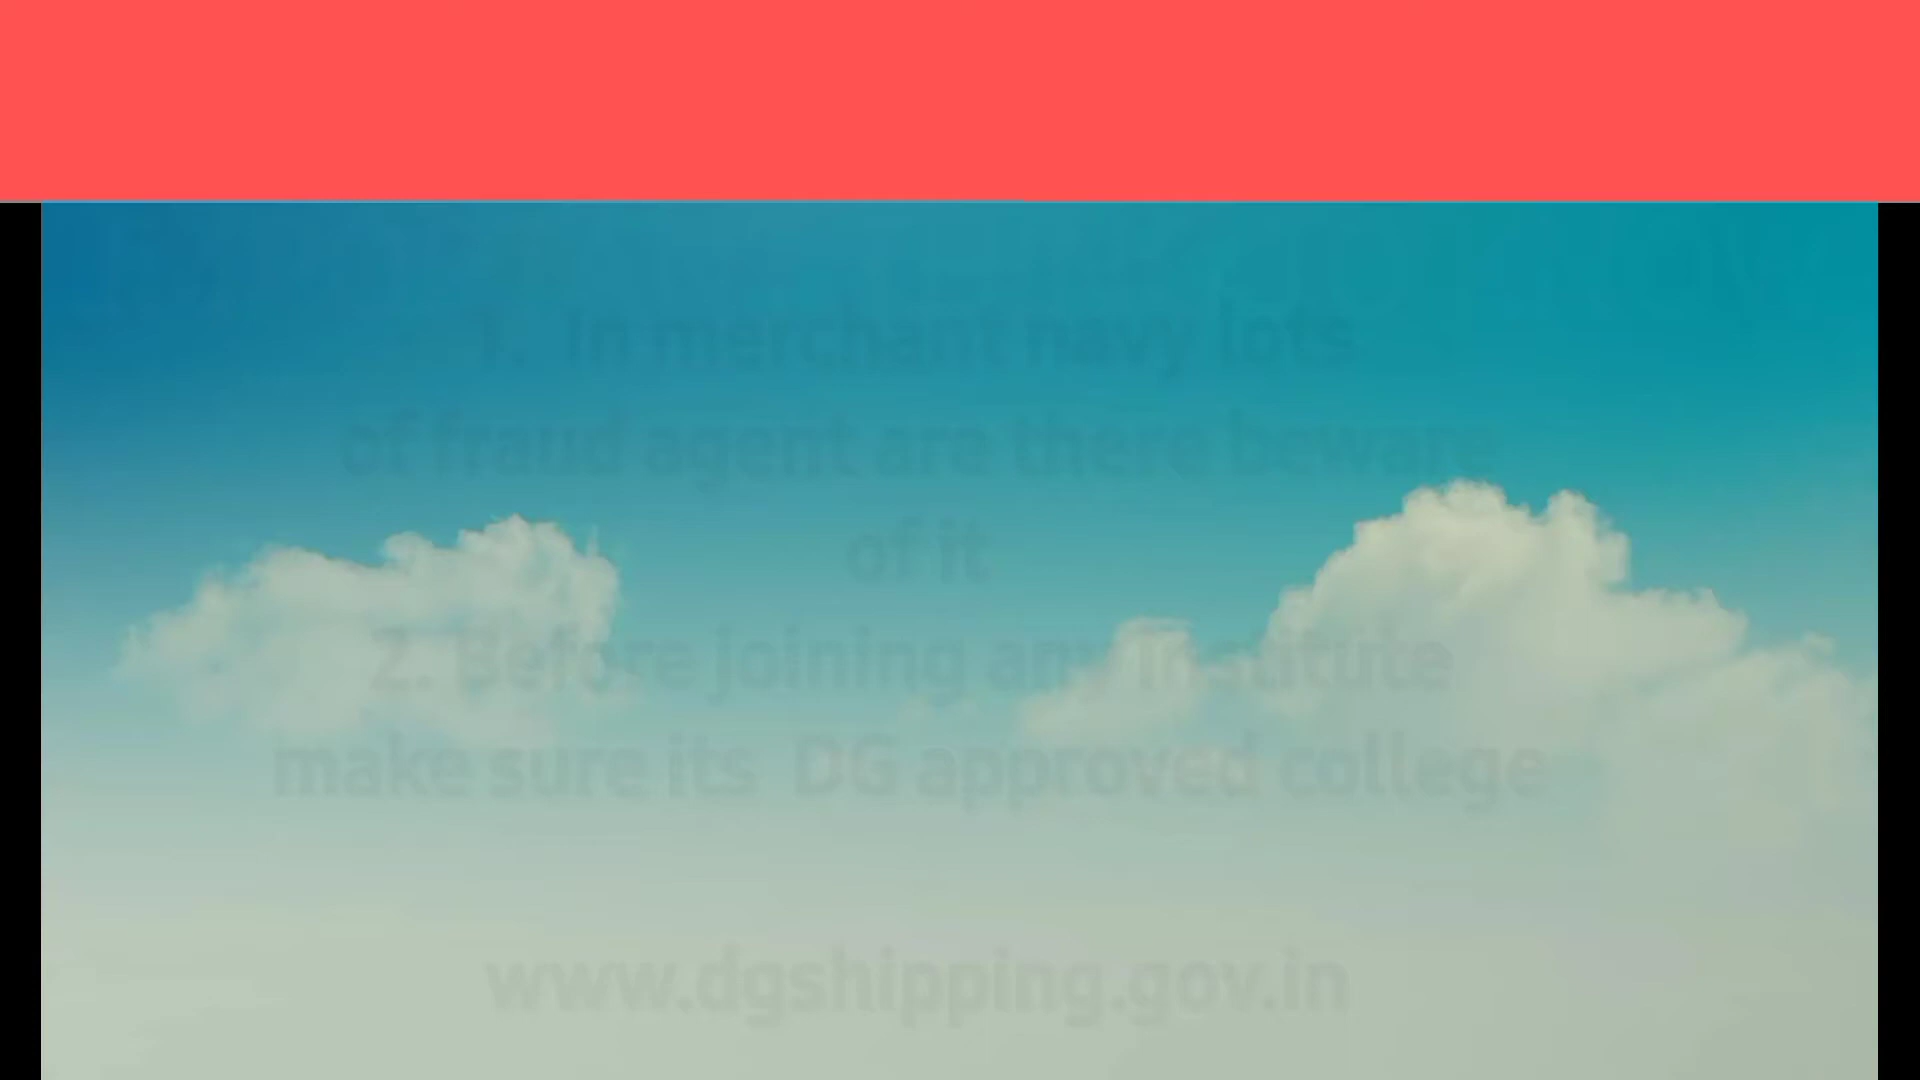 1. In merchant navy lots
of fraud agent are there beware
of it
2. Before joining any institute
make sure its DG approved college
www.dgshipping.gov.in